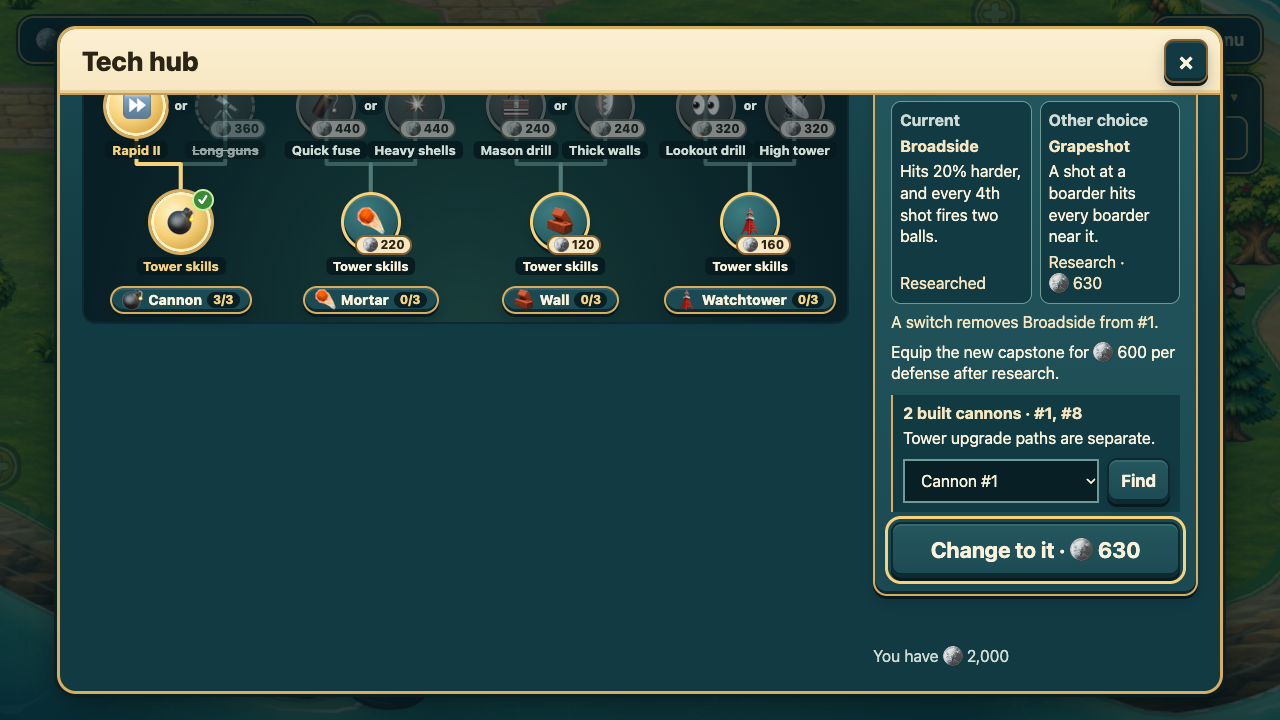 Tech hub
×
or
360
or
440
440
or
240
240
or
320
320
Rapid II
Long guns
Quick fuse
Heavy shells
Mason drill
Thick walls
Lookout drill
High tower
220
120
160
Tower skills
Tower skills
Tower skills
Tower skills
Cannon 3/3
Mortar 0/3
Wall 0/3
Watchtower 0/3
Current
Broadside
Hits 20% harder,
and every 4th
shot fires two
balls.
Researched
Other choice
Grapeshot
A shot at a
boarder hits
every boarder
near it.
Research ·
630
A switch removes Broadside from #1.
Equip the new capstone for 600 per
defense after research.
2 built cannons · #1, #8
Tower upgrade paths are separate.
Cannon #1
Find
Change to it · 630
You have 2,000
nu